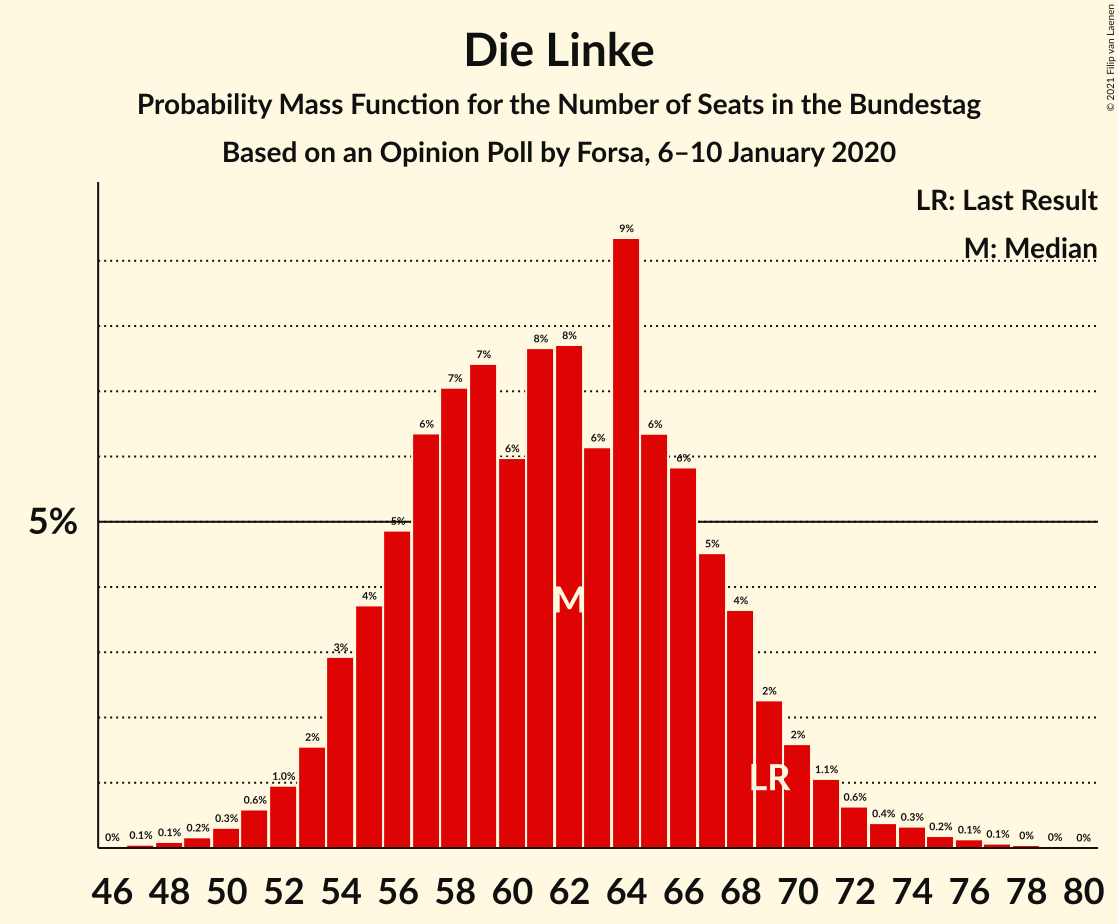 Die Linke
Probability Mass Function for the Number of Seats in the Bundestag
Based on an Opinion Poll by Forsa, 6–10 January 2020
© 2021 Filip van Laenen
LR: Last Result
M: Median
5%
0% 0.1% 0.1% 0.2% 0.3% 0.6% 1.0% 2% 3% 4% 5% 6% 7% 7% 6% 8% 8% 6% 9% 6% 6% 5% 4% 2% 2% 1.1% 0.6% 0.4% 0.3% 0.2% 0.1% 0.1% 0% 0% 0%
M
LR
46 48 50 52 54 56 58 60 62 64 66 68 70 72 74 76 78 80